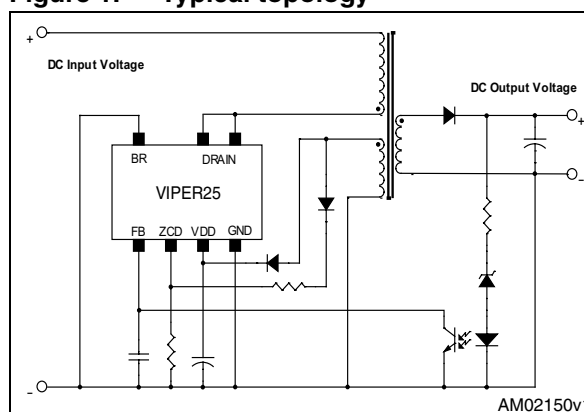 Figure 1. Typical topology
+
DC Input Voltage
DC Output Voltage
+
BR DRAIN
VIPER25
FB ZCD VDD GND
-
-
AM02150v1